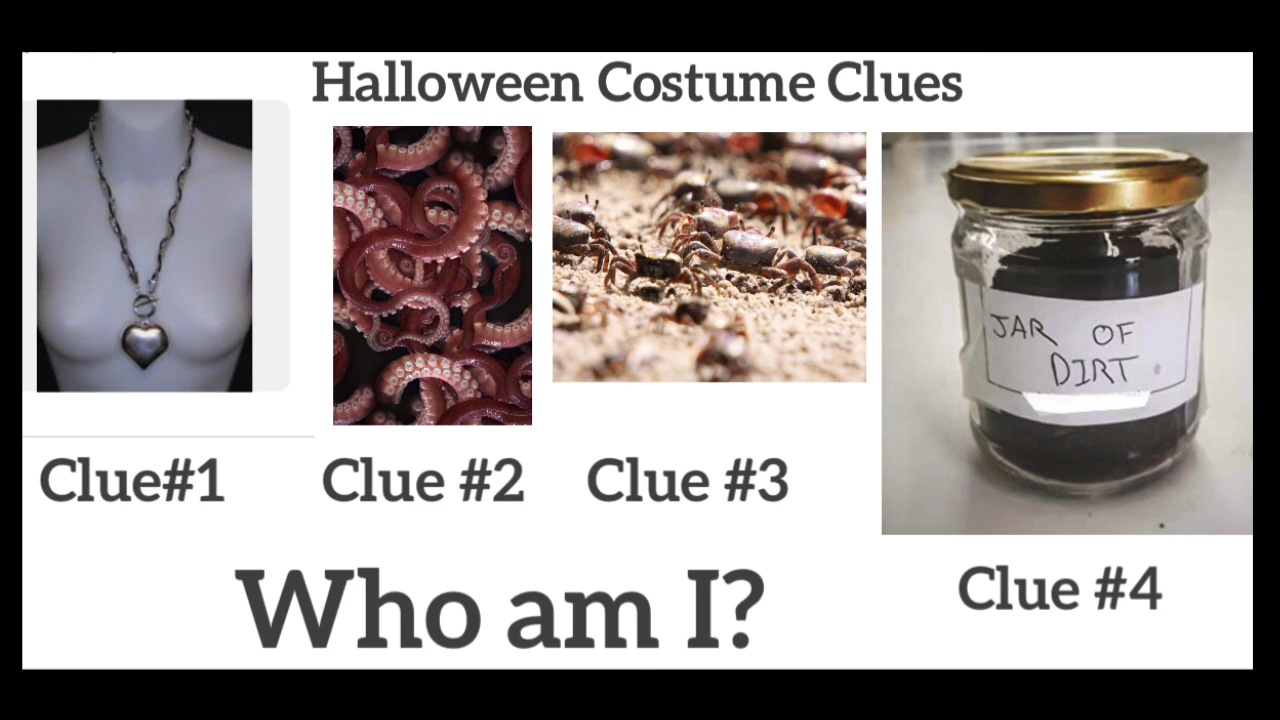 Halloween Costume Clues
JAR OF
DIRT.
Clue#1
Clue #2
Clue #3
Clue #4
Who am I?